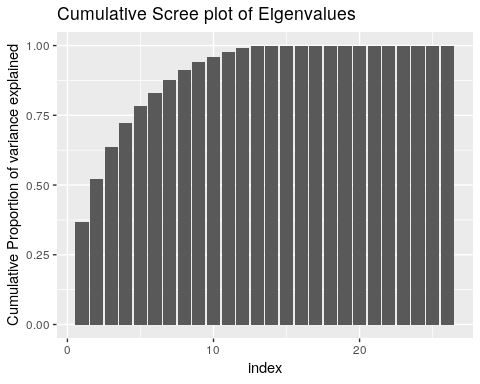 Cumulative Scree plot of Eigenvalues
Cumulative Proportion of variance explained
1.00
0.75
0.50
0.25
0.00
0
10
20
index